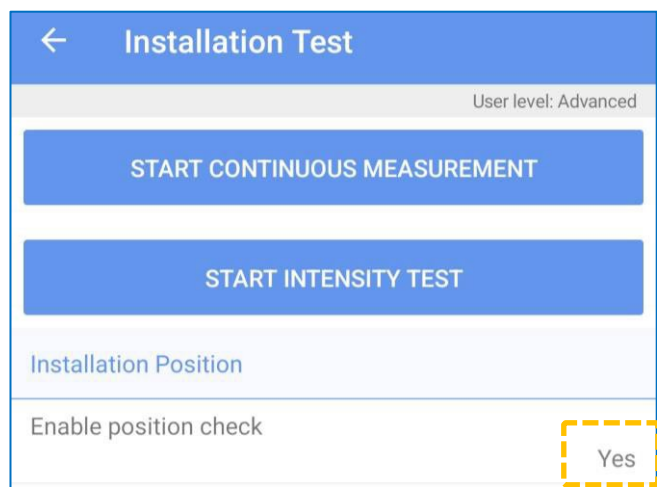 Installation Test
User level: Advanced
START CONTINUOUS MEASUREMENT
START INTENSITY TEST
Installation Position
Enable position check
Yes